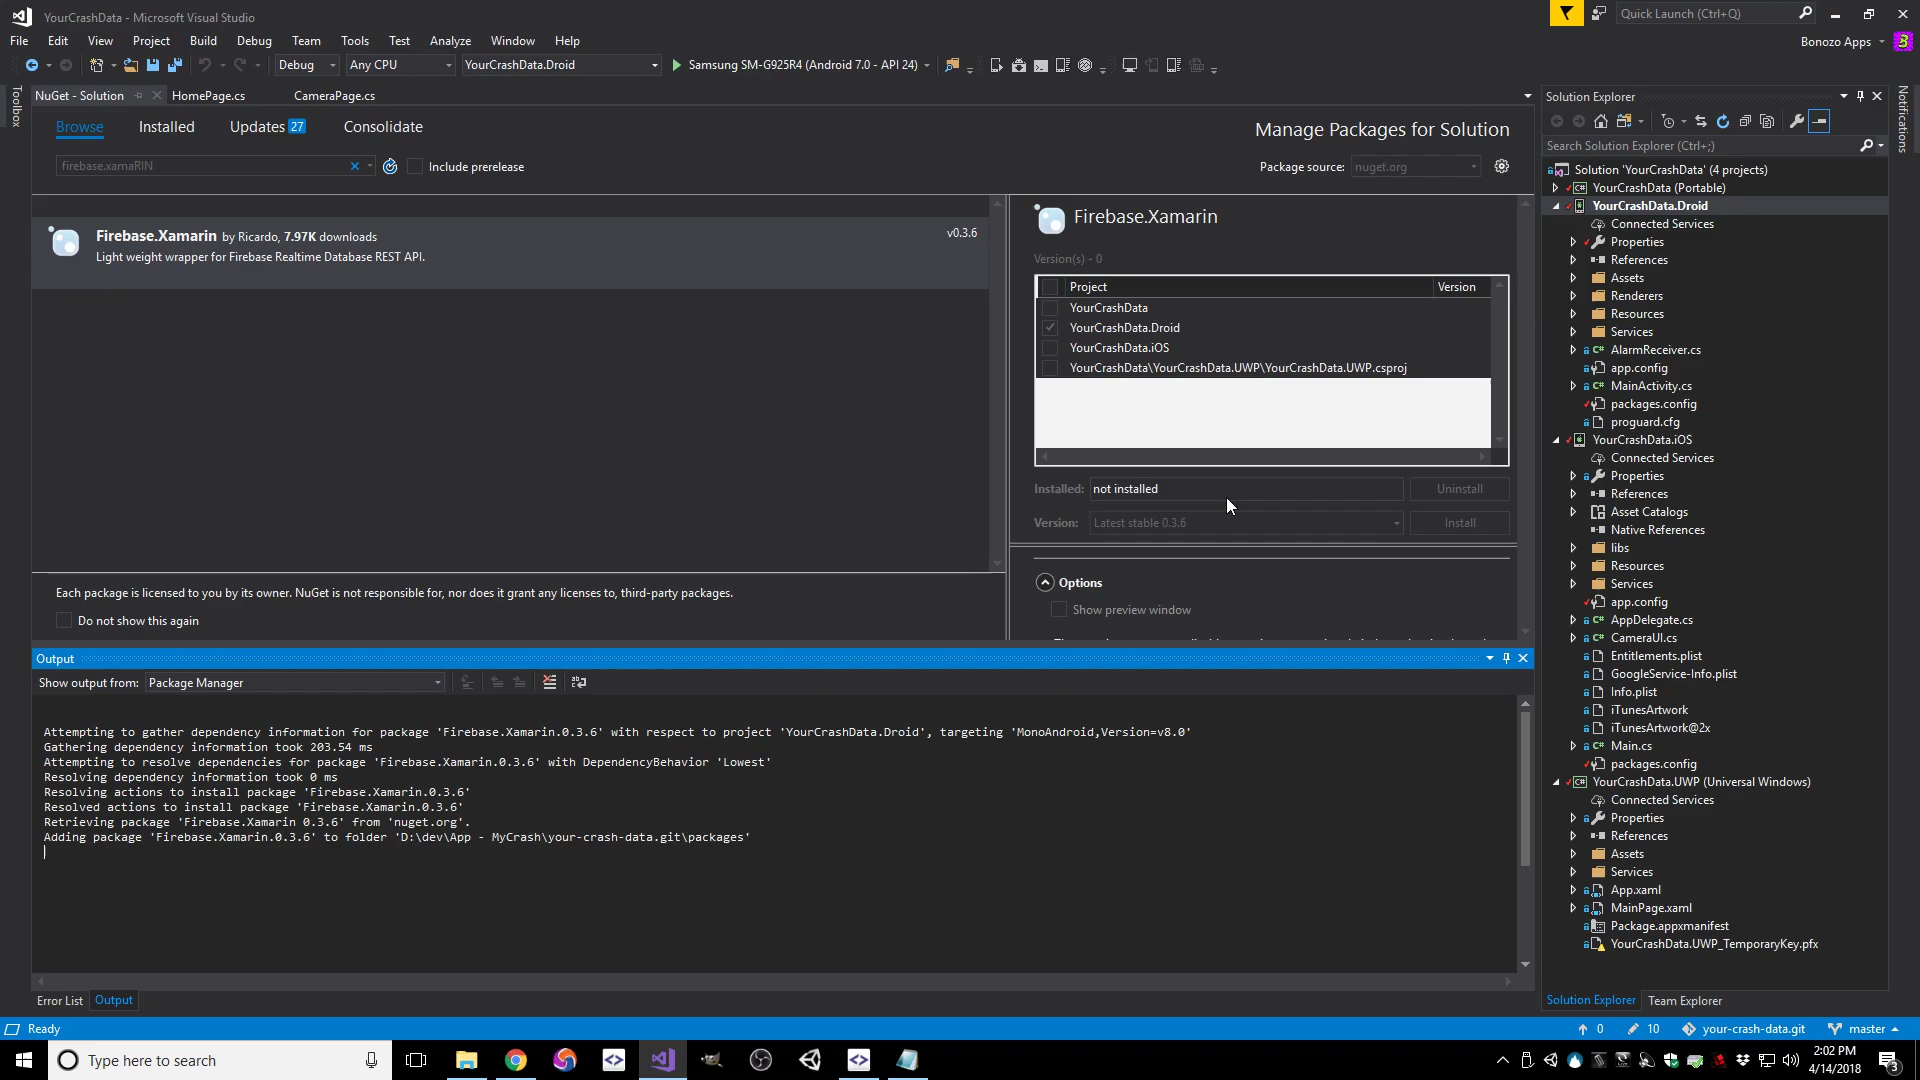 YourCrashData - Microsoft Visual Studio
Quick Launch (Ctrl+Q)
File Edit View Project Build Debug Team Tools Test Analyze Window Help
Bonozo Apps
Debug Any CPU YourCrashData.Droid Samsung SM-G925R4 (Android 7.0 - API 24)
Toolbox
NuGet - Solution HomePage.cs CameraPage.cs
Browse Installed Updates 27 Consolidate
Manage Packages for Solution
firebase.xamaRIN
Include prerelease
Package source: nuget.org
Firebase.Xamarin by Ricardo, 7.97K downloads
v0.3.6
Light weight wrapper for Firebase Realtime Database REST API.
Each package is licensed to you by its owner. NuGet is not responsible for, nor does it grant any licenses to, third-party packages.
Do not show this again
Firebase.Xamarin
Version(s) - 0
Project Version
YourCrashData
YourCrashData.Droid
YourCrashData.iOS
YourCrashData\YourCrashData.UWP\YourCrashData.UWP.csproj
Installed: not installed Uninstall
Version: Latest stable 0.3.6 Install
Options
Show preview window
Output
Show output from: Package Manager
Attempting to gather dependency information for package 'Firebase.Xamarin.0.3.6' with respect to project 'YourCrashData.Droid', targeting 'MonoAndroid,Version=v8.0'
Gathering dependency information took 203.54 ms
Attempting to resolve dependencies for package 'Firebase.Xamarin.0.3.6' with DependencyBehavior 'Lowest'
Resolving dependency information took 0 ms
Resolving actions to install package 'Firebase.Xamarin.0.3.6'
Resolved actions to install package 'Firebase.Xamarin.0.3.6'
Retrieving package 'Firebase.Xamarin 0.3.6' from 'nuget.org'.
Adding package 'Firebase.Xamarin.0.3.6' to folder 'D:\dev\App - MyCrash\your-crash-data.git\packages'
Error List Output
Solution Explorer
Search Solution Explorer (Ctrl+;)
Solution 'YourCrashData' (4 projects)
YourCrashData (Portable)
YourCrashData.Droid
Connected Services
Properties
References
Assets
Renderers
Resources
Services
AlarmReceiver.cs
app.config
MainActivity.cs
packages.config
proguard.cfg
YourCrashData.iOS
Connected Services
Properties
References
Asset Catalogs
Native References
libs
Resources
Services
app.config
AppDelegate.cs
CameraUI.cs
Entitlements.plist
GoogleService-Info.plist
Info.plist
iTunesArtwork
iTunesArtwork@2x
Main.cs
packages.config
YourCrashData.UWP (Universal Windows)
Connected Services
Properties
References
Assets
Services
App.xaml
MainPage.xaml
Package.appxmanifest
YourCrashData.UWP_TemporaryKey.pfx
Solution Explorer Team Explorer
Notifications
Ready
0 10 your-crash-data.git master
Type here to search
2:02 PM
4/14/2018
3